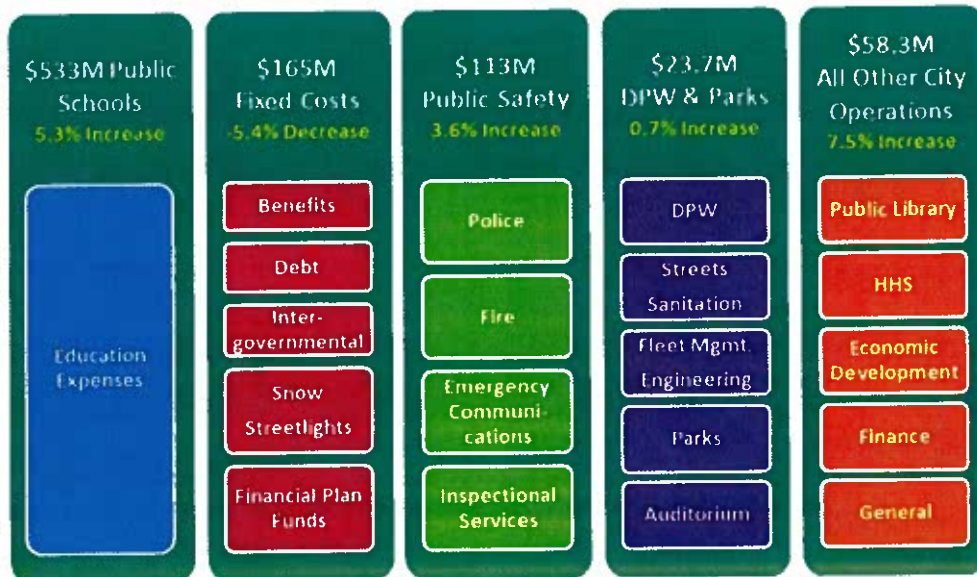 $533M Public
Schools
5.3% Increase
Education
Expenses
$165M
Fixed Costs
-5.4% Decrease
Benefits
Debt
Inter-
governmental
Snow
Streetlights
Financial Plan
Funds
$113M
Public Safety
3.6% Increase
Police
Fire
Emergency
Communi-
cations
Inspectional
Services
$23.7M
DPW & Parks
0.7% Increase
DPW
Streets
Sanitation
Fleet Mgmt.
Engineering
Parks
Auditorium
$58.3M
All Other City
Operations
7.5% Increase
Public Library
HHS
Economic
Development
Finance
General